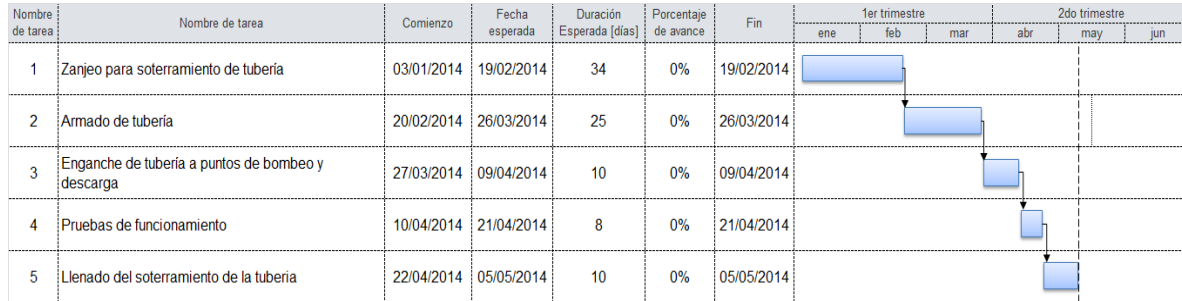 Nombre de tarea Nombre de tarea Comienzo Fecha esperada Duración Esperada [días] Porcentaje de avance Fin 1er trimestre 2do trimestre
ene feb mar abr may jun
1 Zanjeo para soterramiento de tubería 03/01/2014 19/02/2014 34 0% 19/02/2014
2 Armado de tubería 20/02/2014 26/03/2014 25 0% 26/03/2014
3 Enganche de tubería a puntos de bombeo y
descarga 27/03/2014 09/04/2014 10 0% 09/04/2014
4 Pruebas de funcionamiento 10/04/2014 21/04/2014 8 0% 21/04/2014
5 Llenado del soterramiento de la tuberia 22/04/2014 05/05/2014 10 0% 05/05/2014